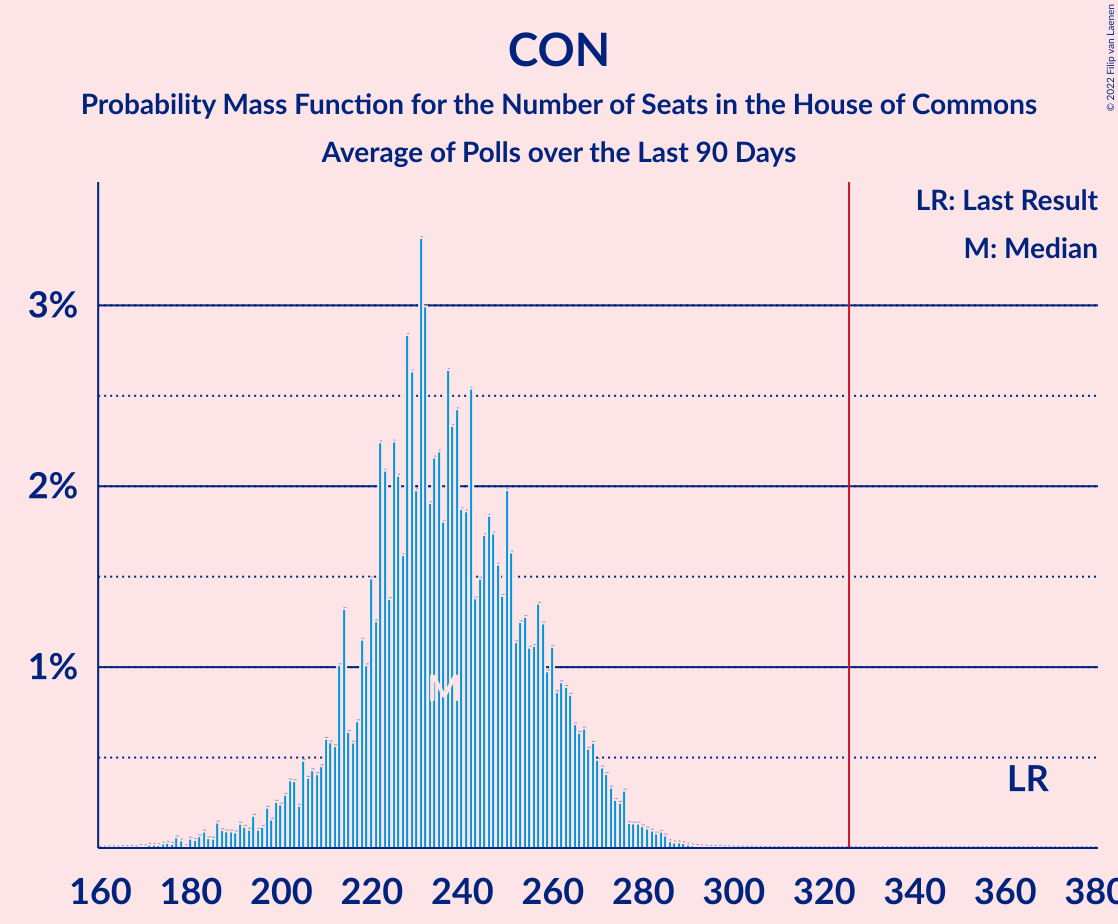 CON
Probability Mass Function for the Number of Seats in the House of Commons
Average of Polls over the Last 90 Days
© 2022 Filip van Laenen
LR: Last Result
M: Median
3%
2%
1%
M
LR
160 180 200 220 240 260 280 300 320 340 360 380